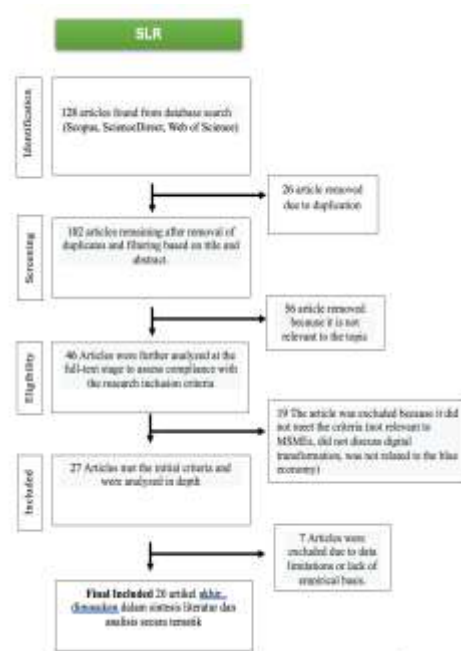 SLR
Identification
128 articles found from database search
(Scopus, ScienceDirect, Web of Science)
26 article removed
due to duplication
Screening
102 articles remaining after removal of
duplicates and filtering based on title and
abstract.
56 article removed
because it is not
relevant to the topic
Eligibility
46 Articles were further analyzed at the
full-text stage to assess compliance with
the research inclusion criteria
19 The article was excluded because it did
not meet the criteria (not relevant to
MSMEs, did not discuss digital
transformation, was not related to the blue
economy)
Included
27 Articles met the initial criteria and
were analyzed in depth
7 Articles were
excluded due to data
limitations or lack of
empirical basis.
Final Included 20 artikel akhir
dimasukan dalam sintesis literatur dan
analisis secara tematik